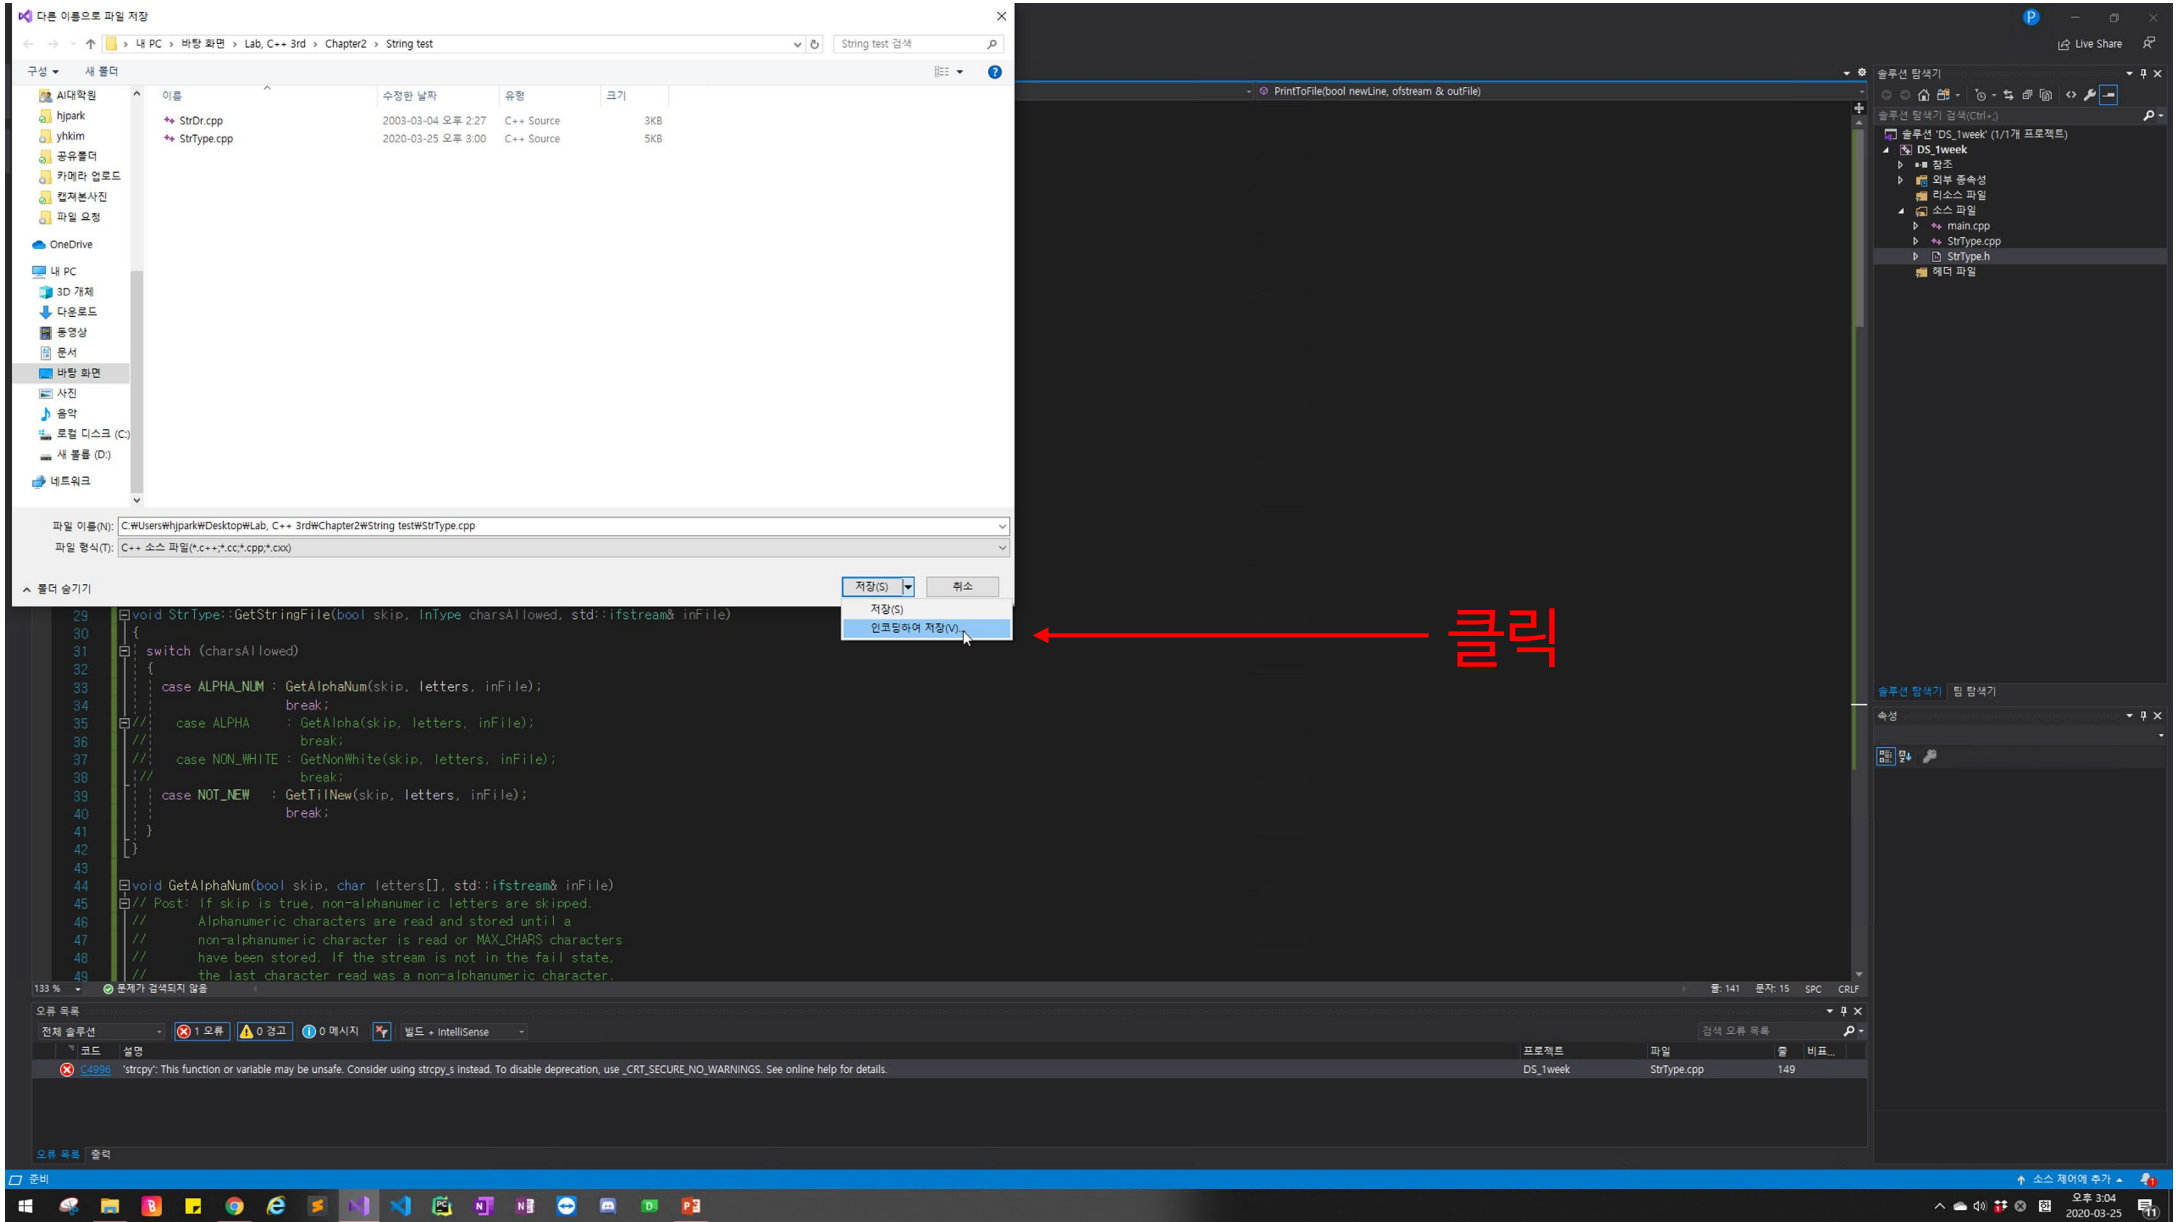 다른 이름으로 파일 저장
내 PC › 바탕 화면 › Lab, C++ 3rd › Chapter2 › String test
String test 검색
구성
새 폴더
이름
수정한 날짜
유형
크기
StrDr.cpp
2003-03-04 오후 2:27
C++ Source
3KB
StrType.cpp
2020-03-25 오후 3:00
C++ Source
5KB
AI대학원
hjpark
yhkim
공유폴더
카메라 업로드
캡쳐본사진
파일 요청
OneDrive
내 PC
3D 개체
다운로드
동영상
문서
바탕 화면
사진
음악
로컬 디스크 (C:)
새 볼륨 (D:)
네트워크
파일 이름(N):
C:₩Users₩hjpark₩Desktop₩Lab, C++ 3rd₩Chapter2₩String test₩StrType.cpp
파일 형식(T):
C++ 소스 파일(*.c++;*.cc;*.cpp;*.cxx)
폴더 숨기기
저장(S)
취소
저장(S)
인코딩하여 저장(V)...
클릭
P
Live Share
PrintToFile(bool newLine, ofstream & outFile)
29 void StrType::GetStringFile(bool skip, InType charsAllowed, std::ifstream& inFile)
30 {
31 switch (charsAllowed)
32 {
33 case ALPHA_NUM : GetAlphaNum(skip, letters, inFile);
34 break;
35 // case ALPHA : GetAlpha(skip, letters, inFile);
36 // break;
37 // case NON_WHITE : GetNonWhite(skip, letters, inFile);
38 // break;
39 case NOT_NEW : GetTilNew(skip, letters, inFile);
40 break;
41 }
42 }
43
44 void GetAlphaNum(bool skip, char letters[], std::ifstream& inFile)
45 // Post: If skip is true, non-alphanumeric letters are skipped.
46 // Alphanumeric characters are read and stored until a
47 // non-alphanumeric character is read or MAX_CHARS characters
48 // have been stored. If the stream is not in the fail state,
49 // the last character read was a non-alphanumeric character.
133 %
문제가 검색되지 않음
줄: 141
문자: 15
SPC
CRLF
오류 목록
전체 솔루션
1 오류
0 경고
0 메시지
빌드 + IntelliSense
검색 오류 목록
코드
설명
프로젝트
파일
줄
비표...
C4996
'strcpy': This function or variable may be unsafe. Consider using strcpy_s instead. To disable deprecation, use _CRT_SECURE_NO_WARNINGS. See online help for details.
DS_1week
StrType.cpp
149
오류 목록
출력
솔루션 탐색기
솔루션 탐색기 검색(Ctrl+;)
솔루션 'DS_1week' (1/1개 프로젝트)
DS_1week
참조
외부 종속성
리소스 파일
소스 파일
main.cpp
StrType.cpp
StrType.h
헤더 파일
솔루션 탐색기
팀 탐색기
속성
준비
소스 제어에 추가
1
오후 3:04
2020-03-25
한
11